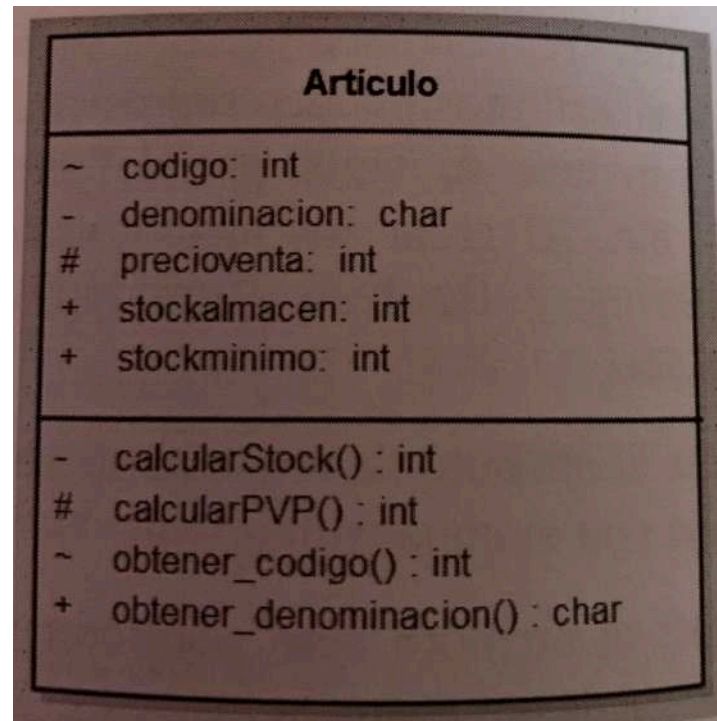 Articulo
~ codigo: int
- denominacion: char
# precioventa: int
+ stockalmacen: int
+ stockminimo: int
- calcularStock() : int
# calcularPVP() : int
~ obtener_codigo() : int
+ obtener_denominacion() : char